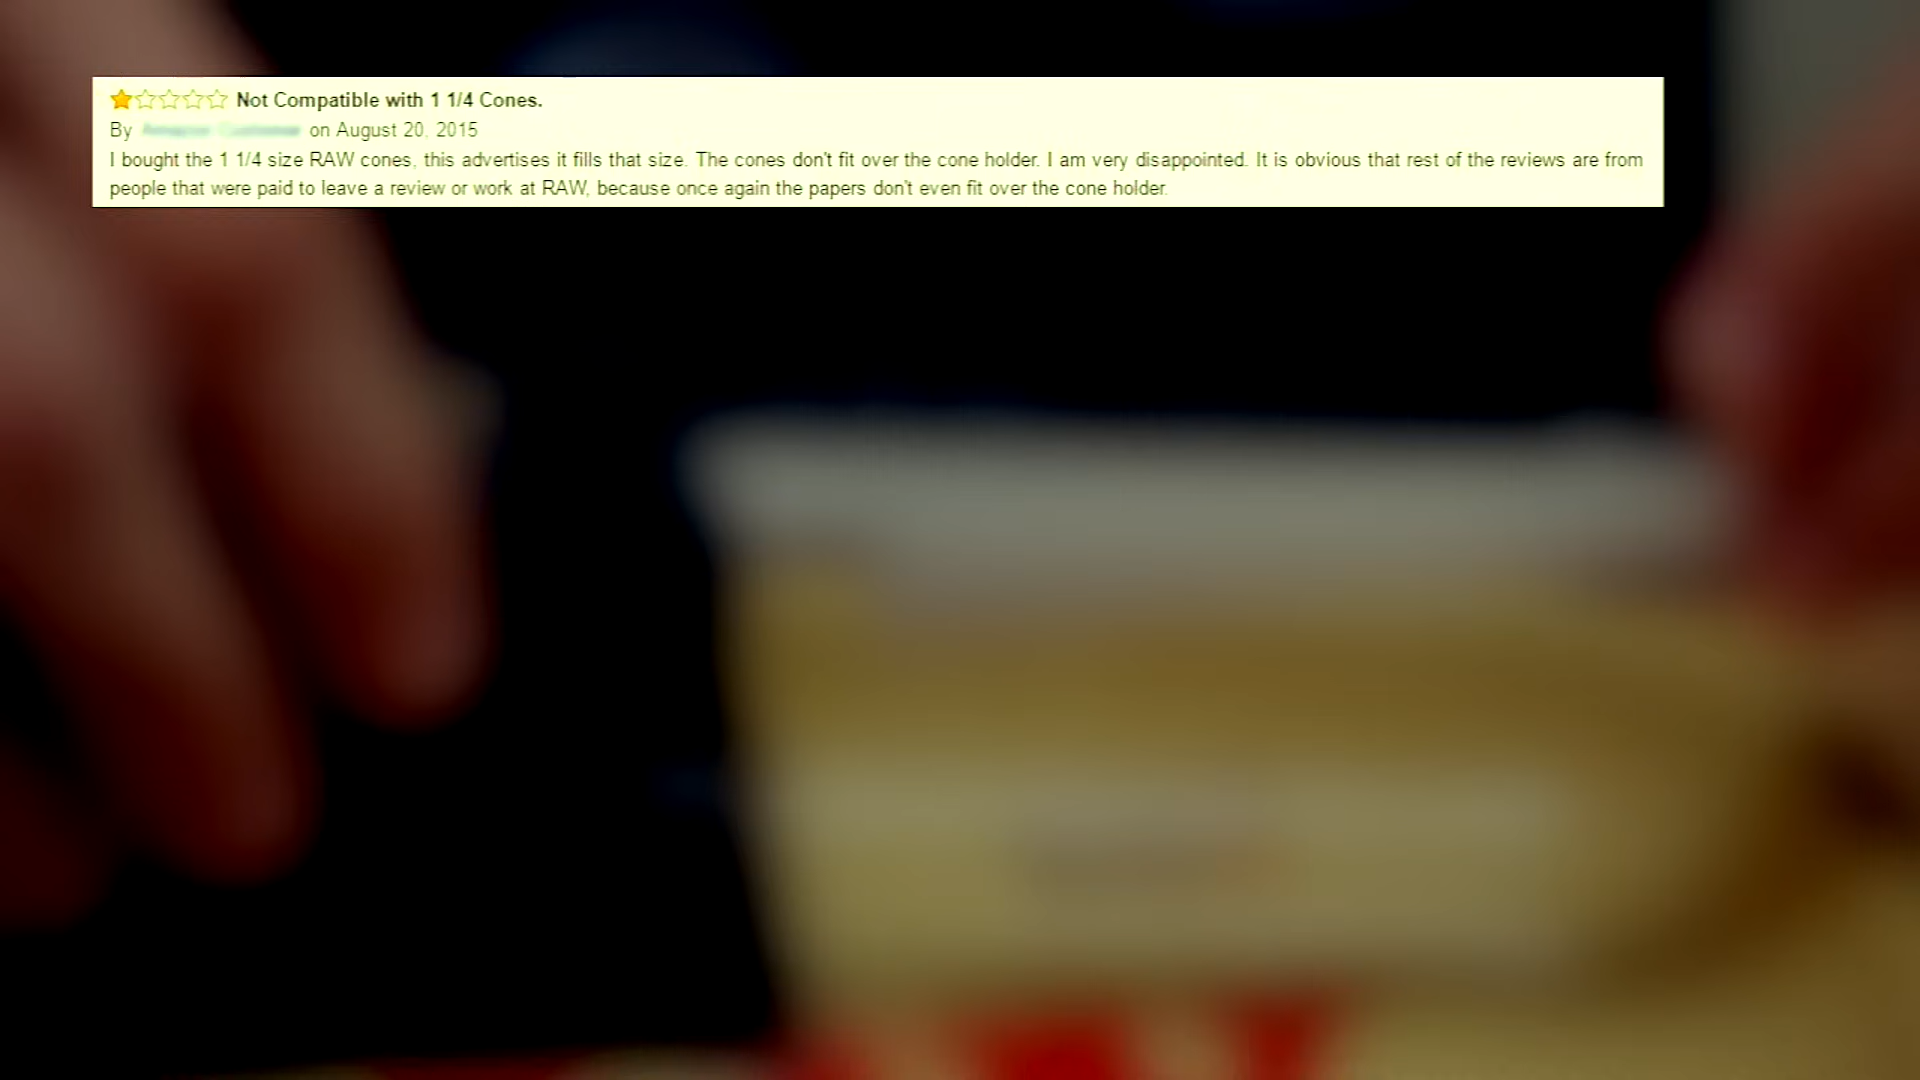 Not Compatible with 1 1/4 Cones.
By on August 20, 2015
I bought the 1 1/4 size RAW cones, this advertises it fills that size. The cones don't fit over the cone holder. I am very disappointed. It is obvious that rest of the reviews are from
people that were paid to leave a review or work at RAW, because once again the papers don't even fit over the cone holder.